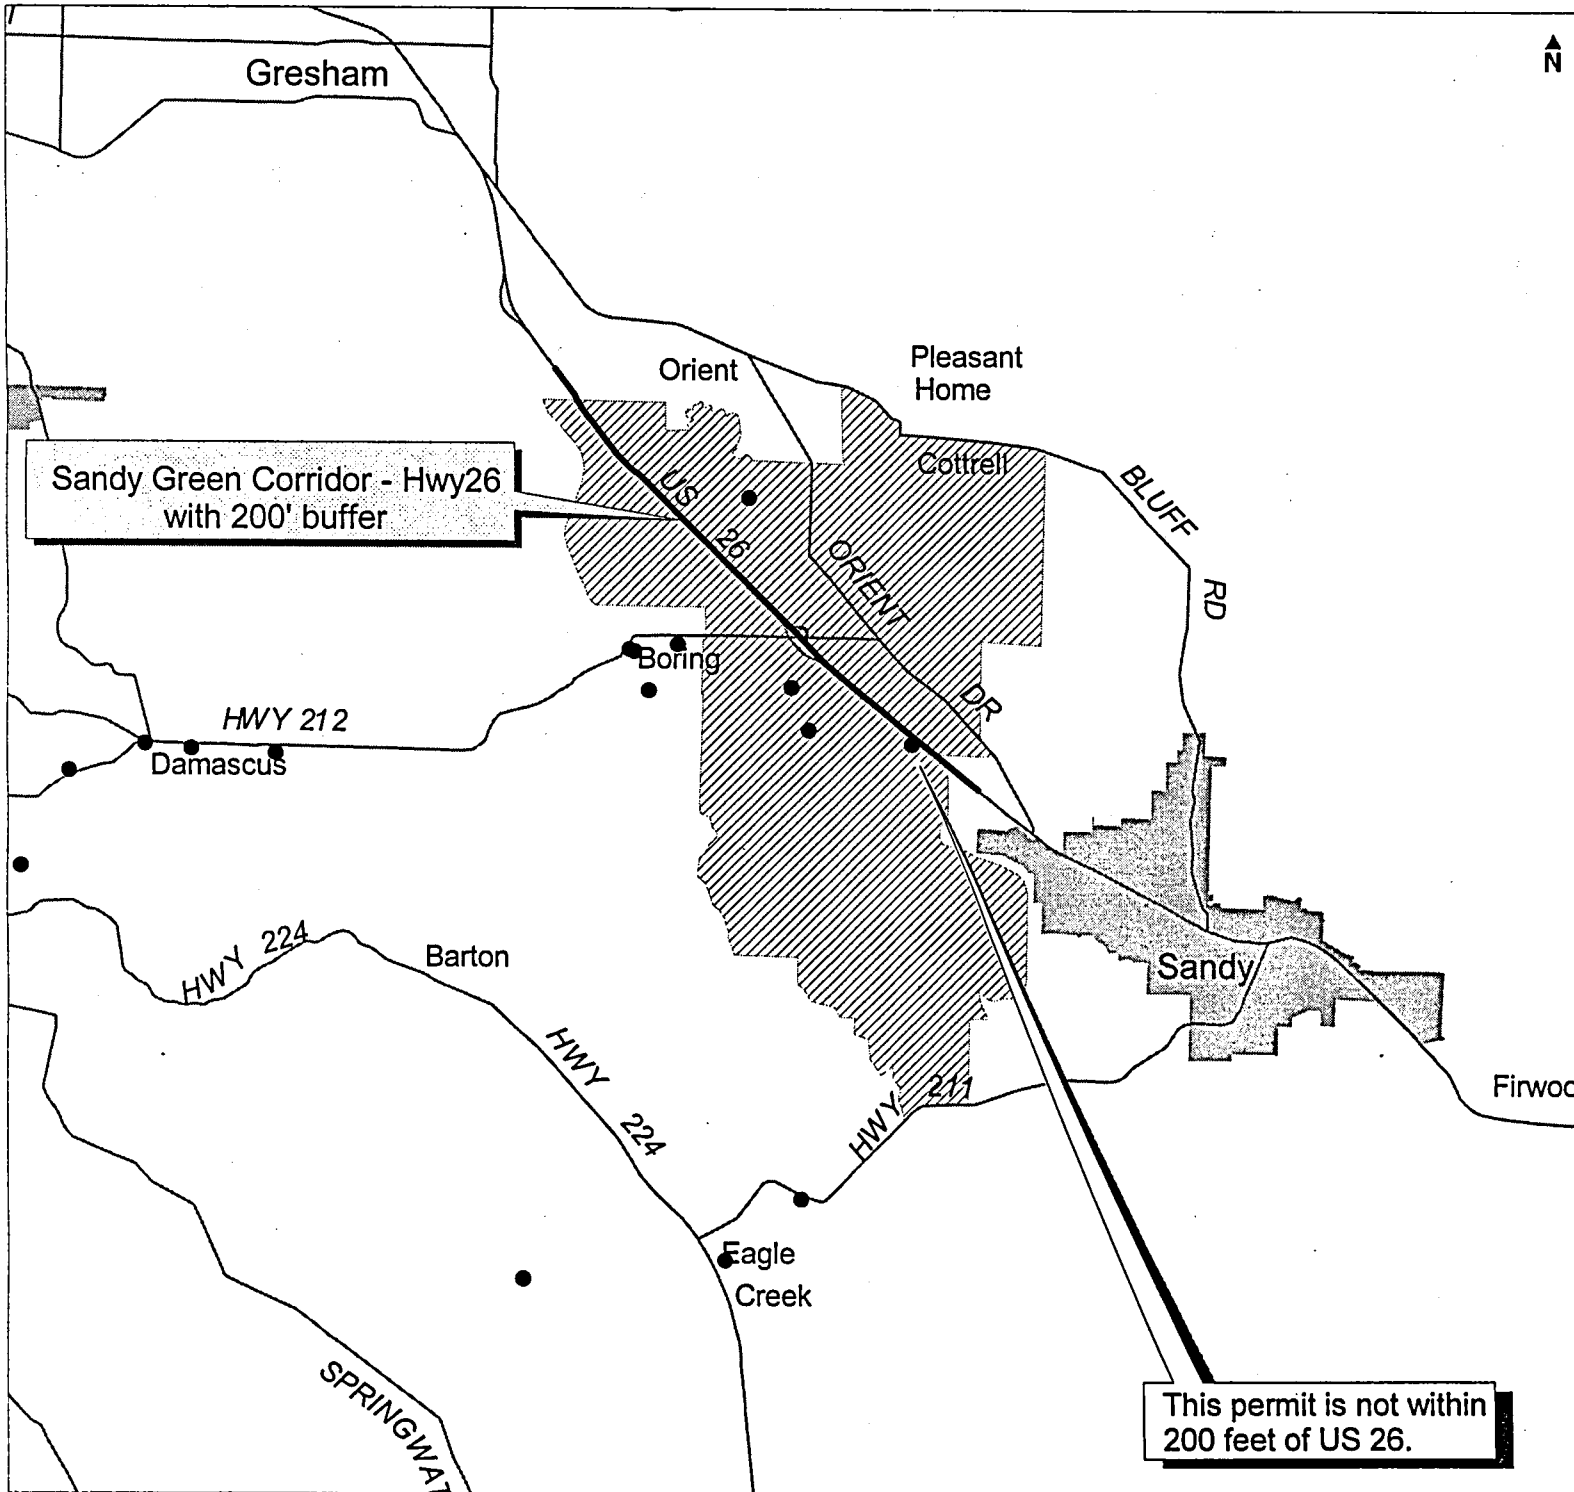 N
Gresham
Orient
Pleasant
Home
Cottrell
Sandy Green Corridor - Hwy26
with 200' buffer
US 26
BLUFF RD
ORIENT DR
Boring
HWY 212
Damascus
HWY 224
Barton
Sandy
HWY 224
HWY 211
Firwoo
Eagle
Creek
SPRINGWAT
This permit is not within
200 feet of US 26.